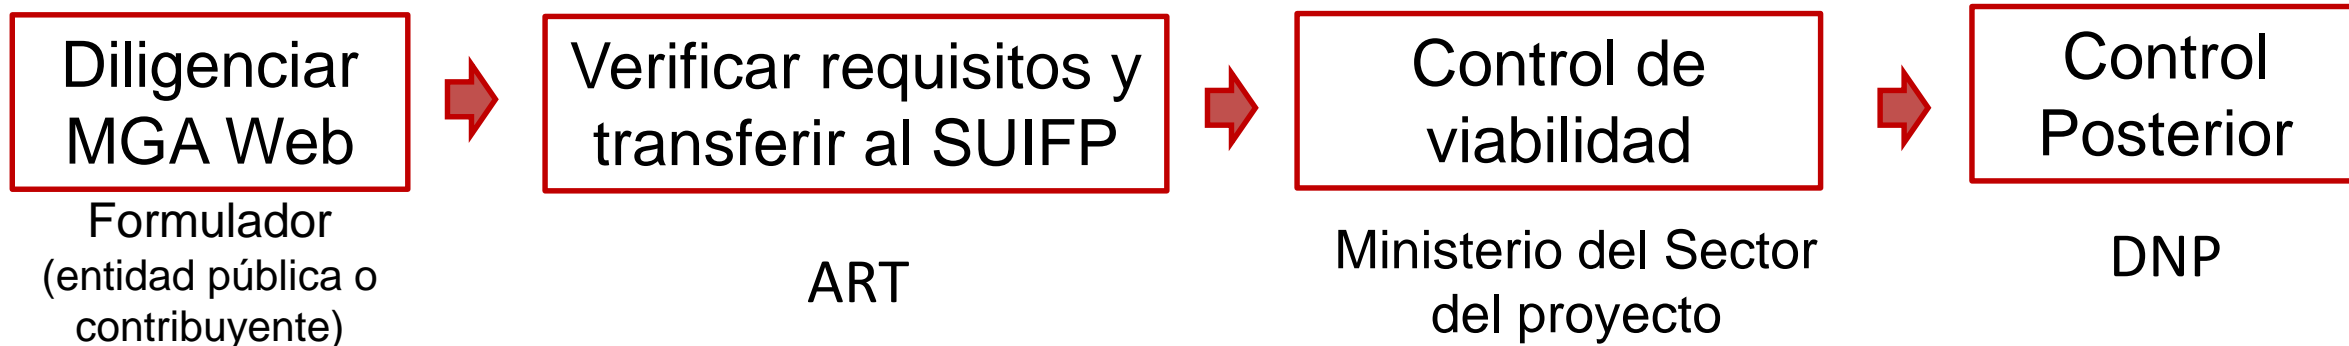 Diligenciar
MGA Web
Formulador
(entidad pública o
contribuyente)
Verificar requisitos y
transferir al SUIFP
ART
Control de
viabilidad
Ministerio del Sector
del proyecto
Control
Posterior
DNP